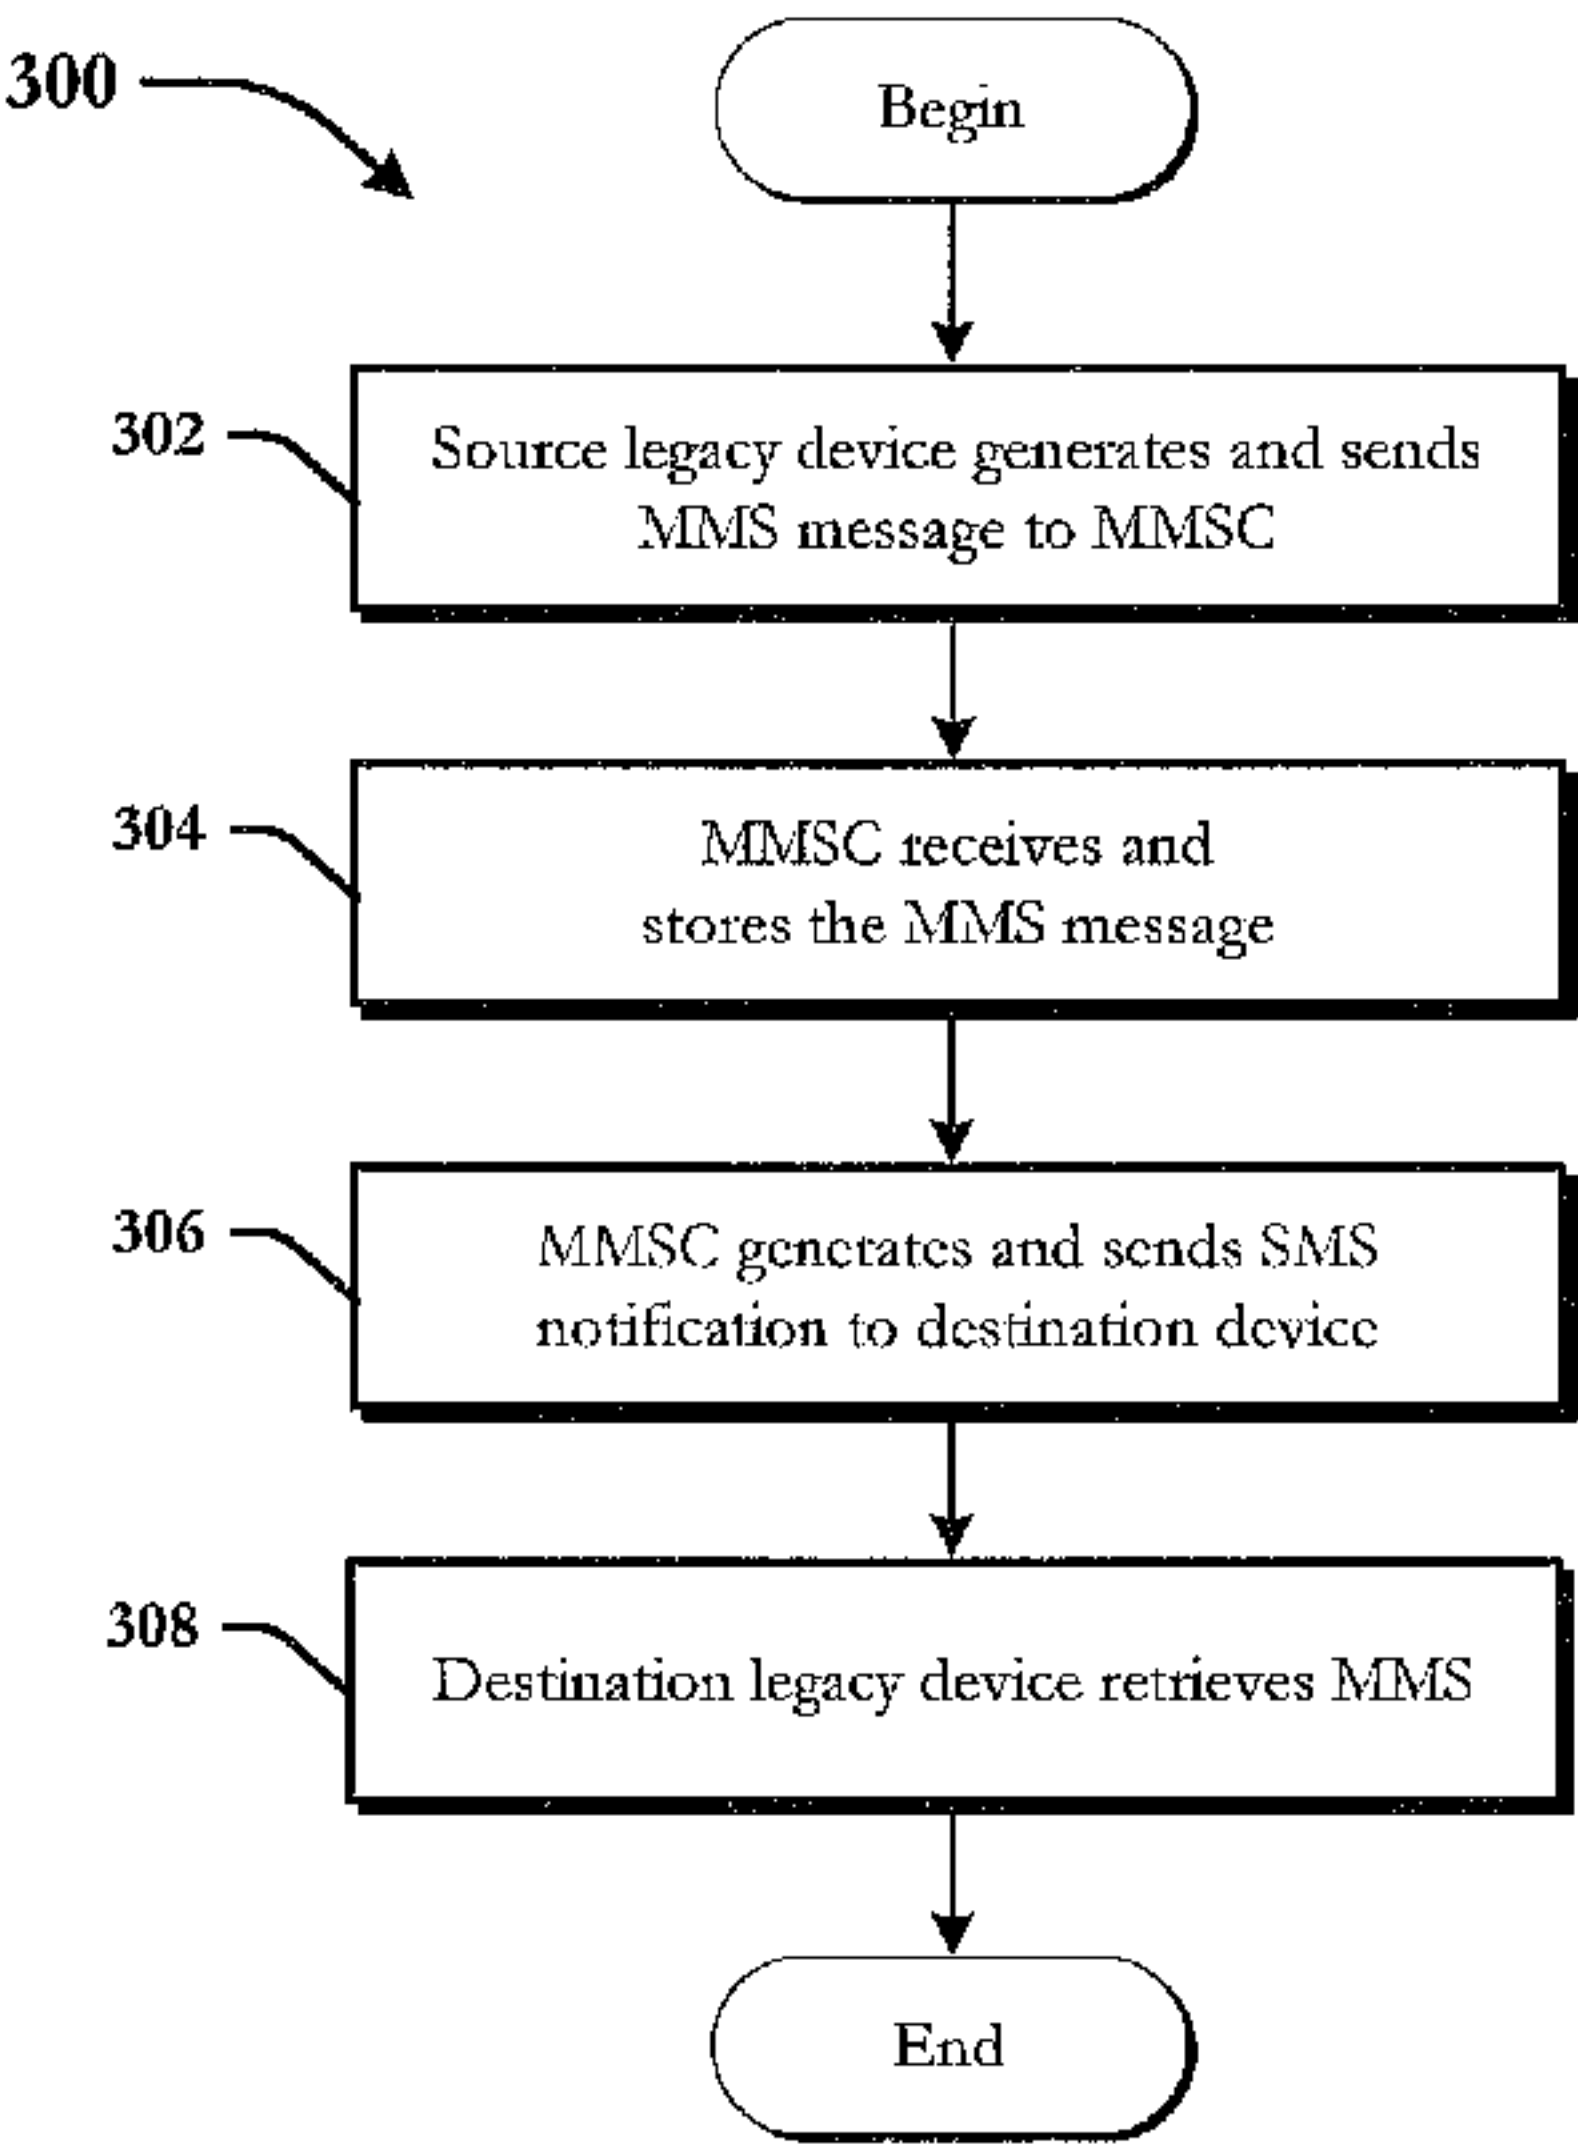 300
Begin
302
Source legacy device generates and sends
MMS message to MMSC
304
MMSC receives and
stores the MMS message
306
MMSC generates and sends SMS
notification to destination device
308
Destination legacy device retrieves MMS
End